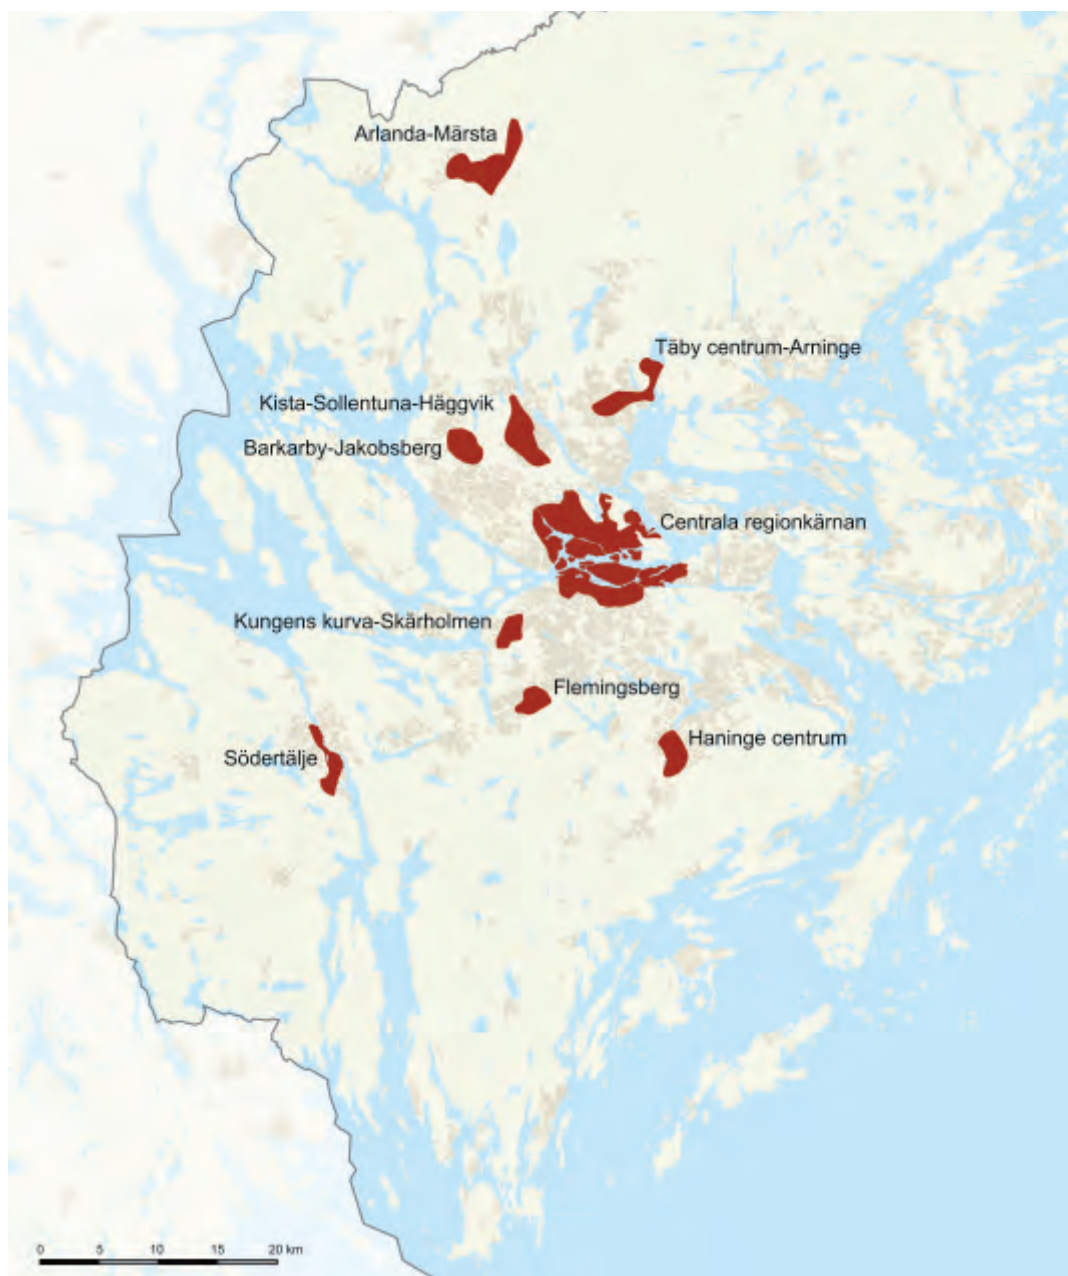 Arlanda-Märsta
Täby centrum-Arninge
Kista-Sollentuna-Häggvik
Barkarby-Jakobsberg
Centrala regionkärnan
Kungens kurva-Skärholmen
Flemingsberg
Haninge centrum
Södertälje
0 5 10 15 20 km